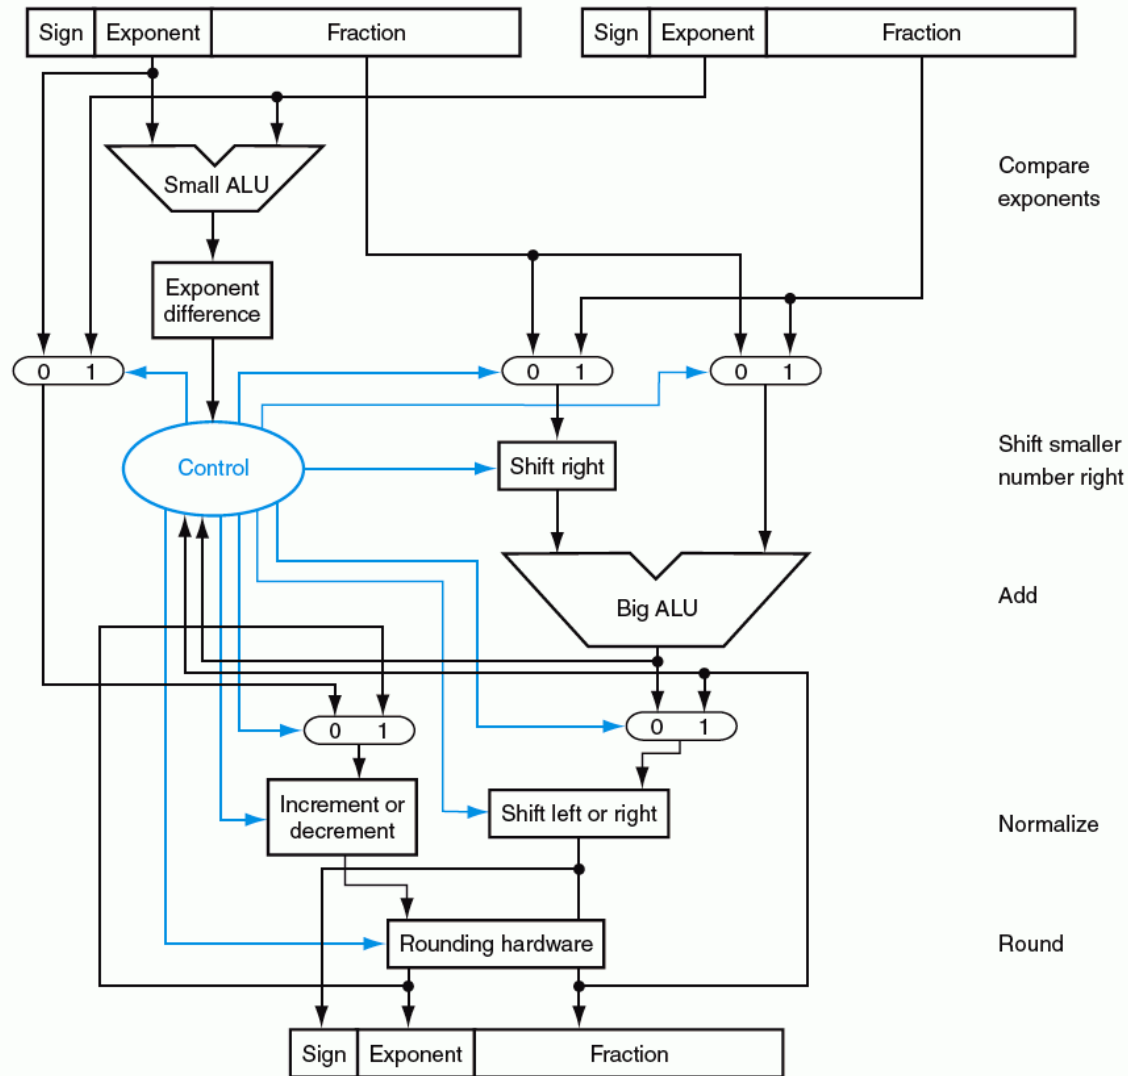 Sign Exponent Fraction Sign Exponent Fraction
Small ALU
Compare
exponents
Exponent
difference
0 1 0 1 0 1
Control
Shift right
Shift smaller
number right
Big ALU
Add
0 1 0 1
Increment or
decrement
Shift left or right
Normalize
Rounding hardware
Round
Sign Exponent Fraction